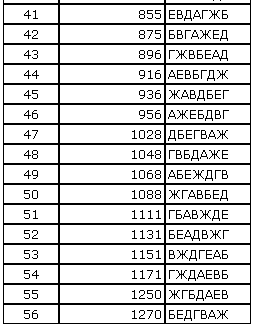 41 855 ЕВДАГЖБ
42 875 БВГАЖЕД
43 896 ГЖВБЕАД
44 916 АЕВБГДЖ
45 936 ЖАВДБЕГ
46 956 АЖЕБДВГ
47 1028 ДБЕГВАЖ
48 1048 ГВБДАЖЕ
49 1068 АБЕЖДГВ
50 1088 ЖГАВБЕД
51 1111 ГБАВЖДЕ
52 1131 БЕАДВЖГ
53 1151 ВЖДГЕАБ
54 1171 ГЖДАЕВБ
55 1250 ЖГБДАЕВ
56 1270 БЕДГВАЖ